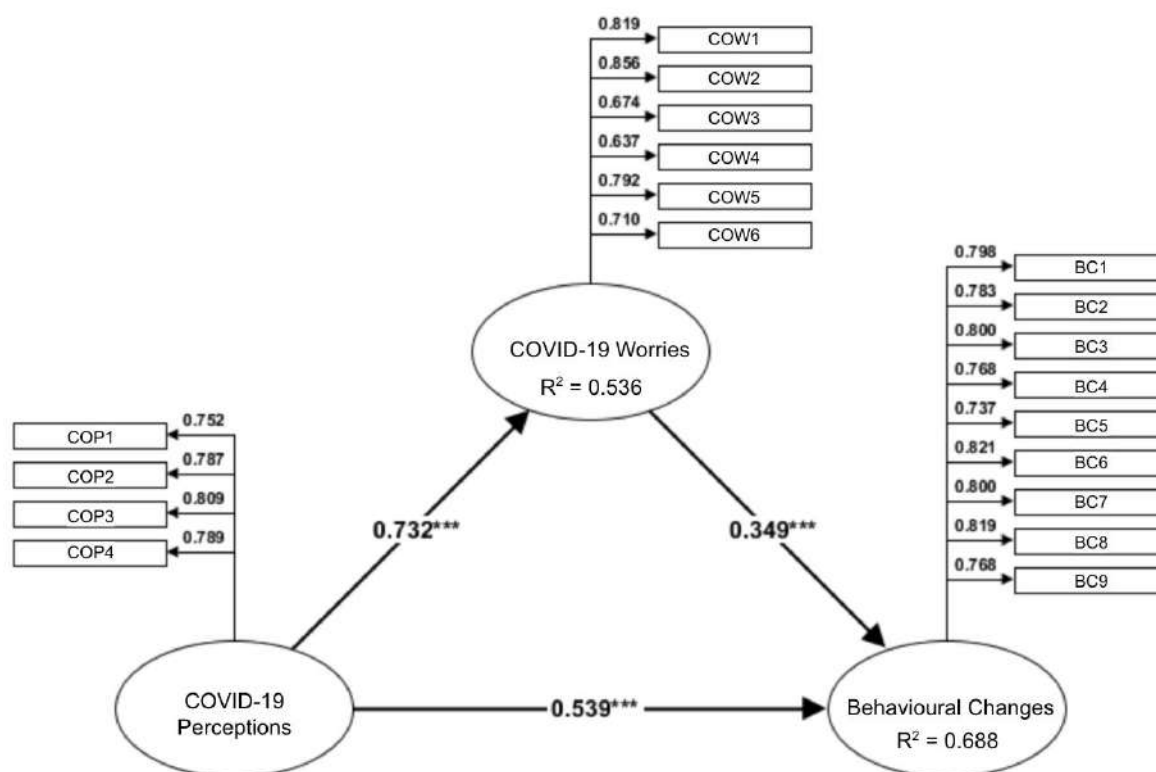 0.819
COW1
0.856
COW2
0.674
COW3
0.637
COW4
0.792
COW5
0.710
COW6
COVID-19 Worries
R² = 0.536
0.798
BC1
0.783
BC2
0.800
BC3
0.768
BC4
0.737
BC5
0.821
BC6
0.800
BC7
0.819
BC8
0.768
BC9
0.752
COP1
0.787
COP2
0.809
COP3
0.789
COP4
0.732***
0.349***
COVID-19
Perceptions
0.539***
Behavioural Changes
R² = 0.688